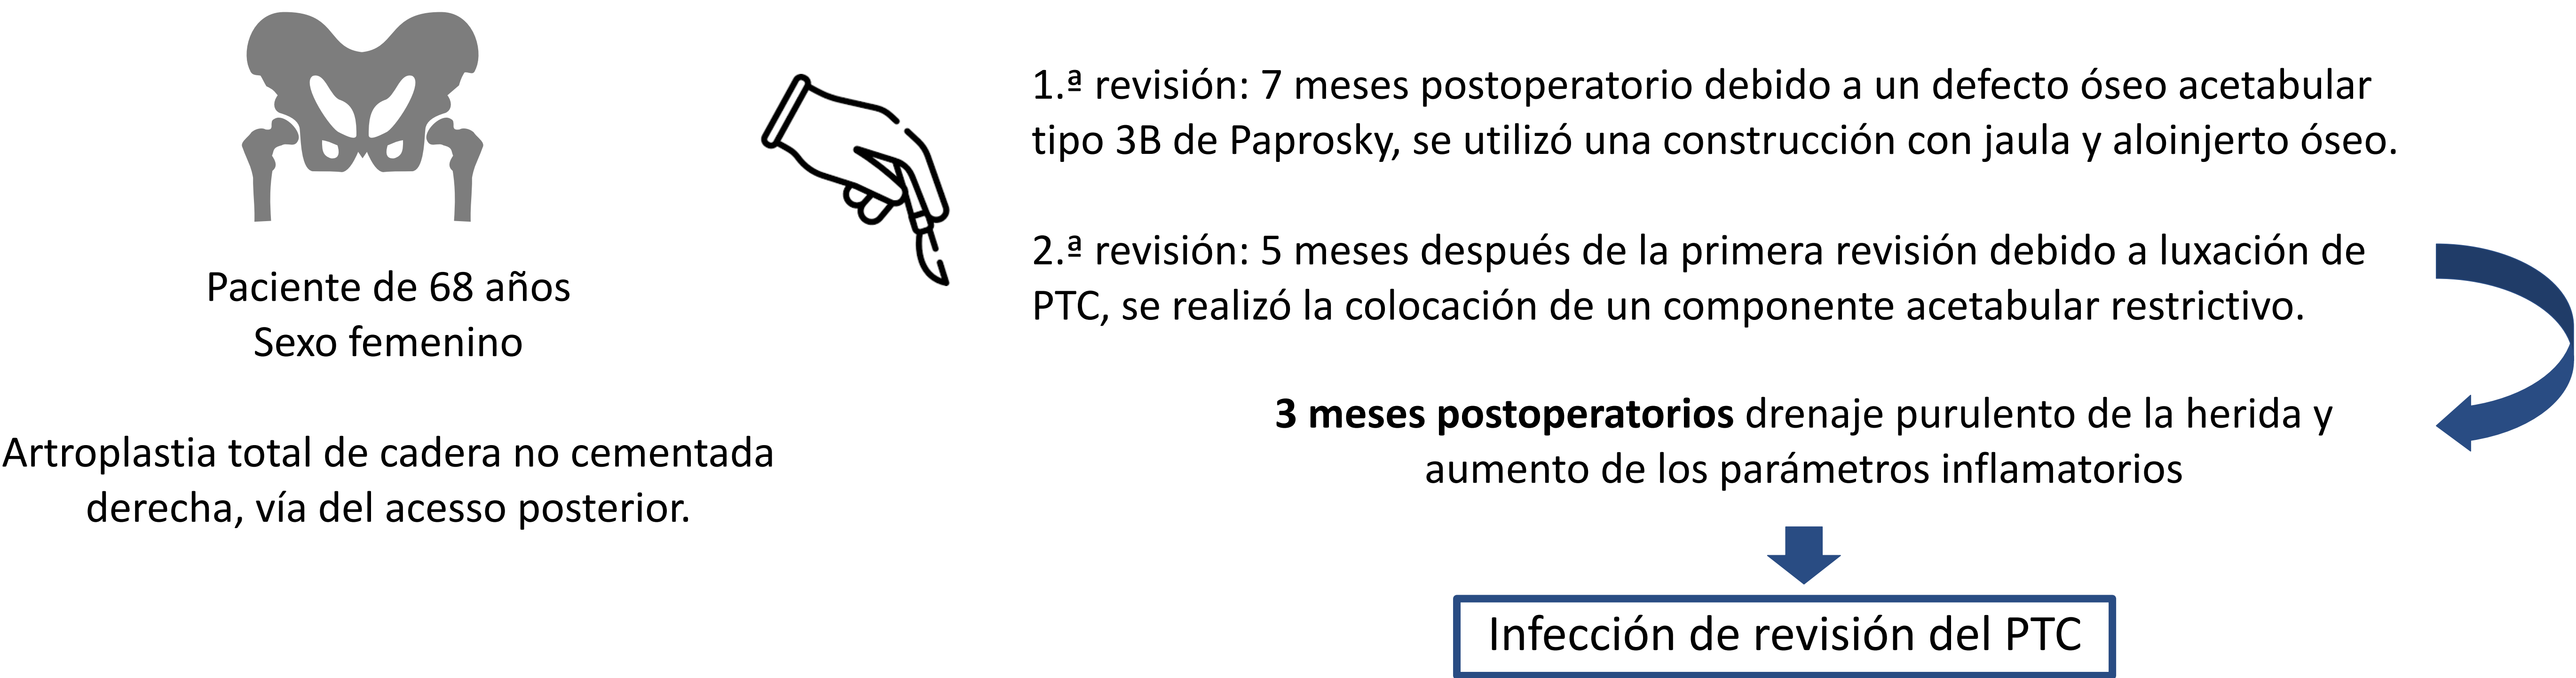 Paciente de 68 años
Sexo femenino
Artroplastia total de cadera no cementada
derecha, vía del acesso posterior.
1.ª revisión: 7 meses postoperatorio debido a un defecto óseo acetabular
tipo 3B de Paprosky, se utilizó una construcción con jaula y aloinjerto óseo.
2.ª revisión: 5 meses después de la primera revisión debido a luxación de
PTC, se realizó la colocación de un componente acetabular restrictivo.
3 meses postoperatorios drenaje purulento de la herida y
aumento de los parámetros inflamatorios
Infección de revisión del PTC